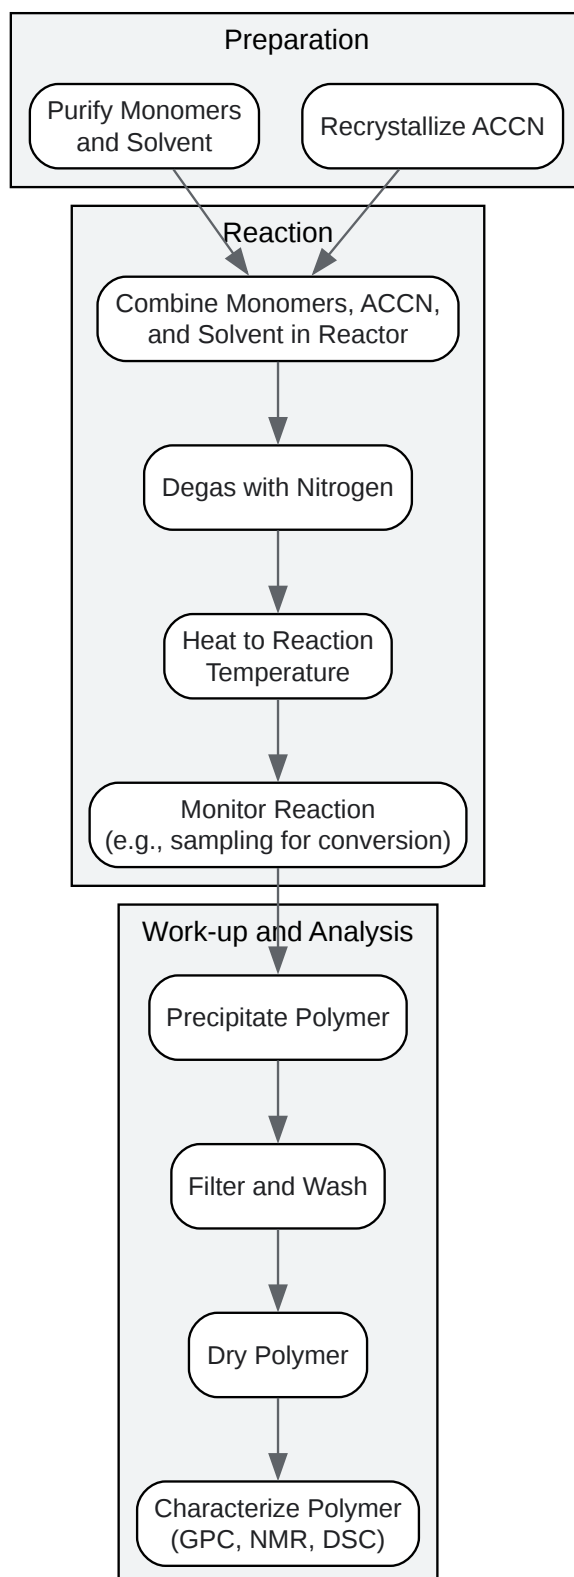 Preparation
Purify Monomers
and Solvent
Recrystallize ACCN
Reaction
Combine Monomers, ACCN,
and Solvent in Reactor
Degas with Nitrogen
Heat to Reaction
Temperature
Monitor Reaction
(e.g., sampling for conversion)
Work-up and Analysis
Precipitate Polymer
Filter and Wash
Dry Polymer
Characterize Polymer
(GPC, NMR, DSC)